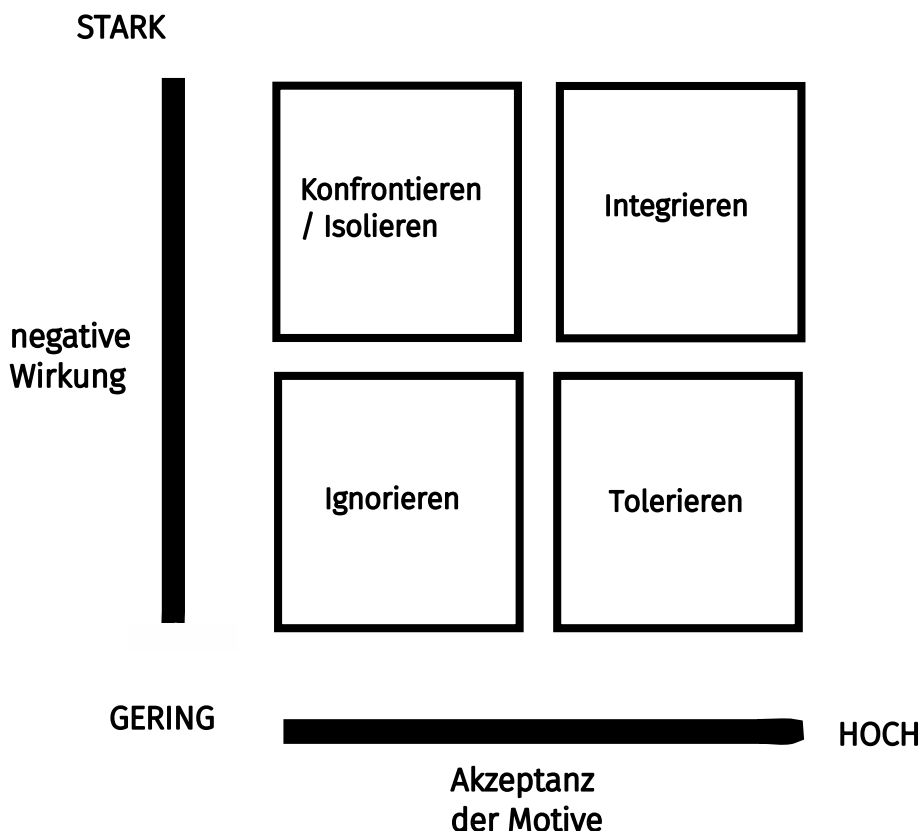 STARK
Konfrontieren
/ Isolieren
Integrieren
negative
Wirkung
Ignorieren
Tolerieren
GERING
HOCH
Akzeptanz
der Motive